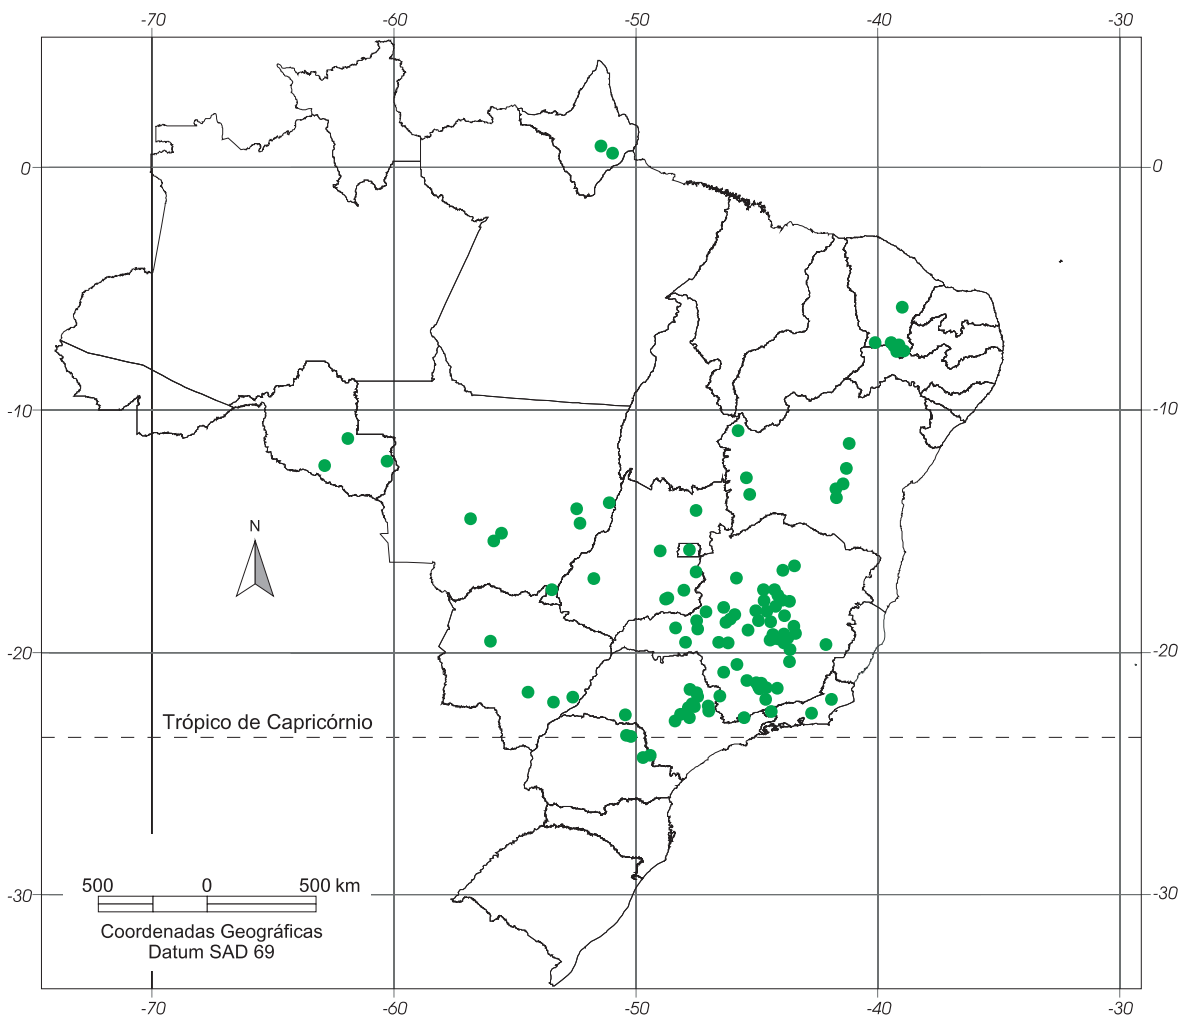 -70 -60 -50 -40 -30
0 0
-10 -10
N
-20 -20
Trópico de Capricórnio
500 0 500 km
-30 -30
Coordenadas Geográficas
Datum SAD 69
-70 -60 -50 -40 -30